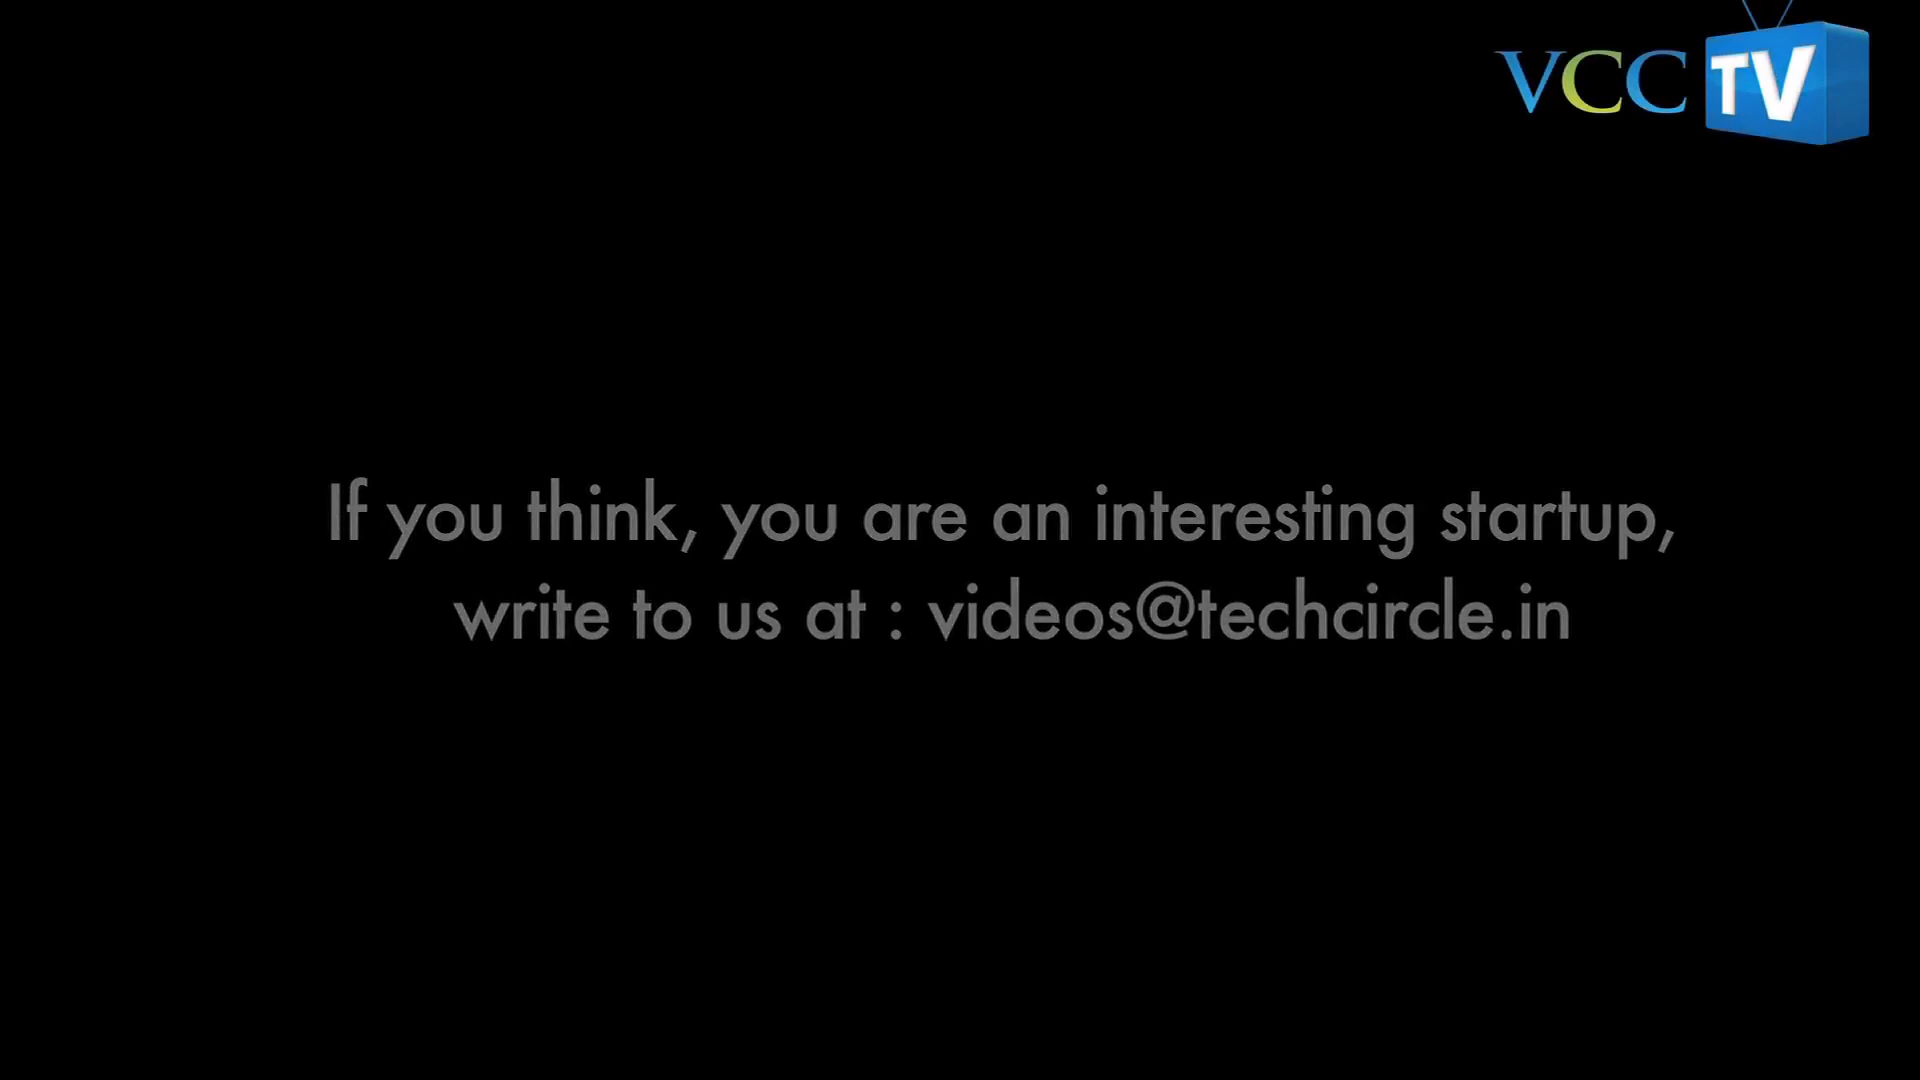 VCC TV
If you think, you are an interesting startup,
write to us at : videos@techcircle.in